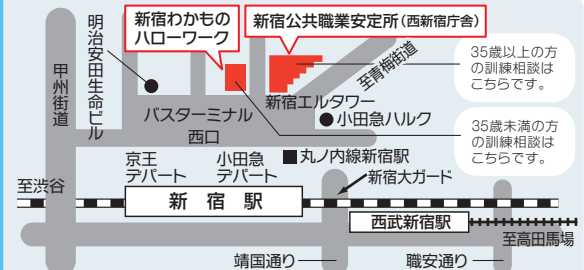 新宿わかもの
ハローワーク
新宿公共職業安定所(西新宿庁舎)
明治安田生命ビル
甲州街道
至青梅街道
35歳以上の方
の訓練相談は
こちらです。
新宿エルタワー
バスターミナル
小田急ハルク
西口
35歳未満の方
の訓練相談は
こちらです。
京王
デパート
小田急
デパート
丸ノ内線新宿駅
新宿大ガード
至渋谷
新宿駅
西武新宿駅
至高田馬場
靖国通り
職安通り